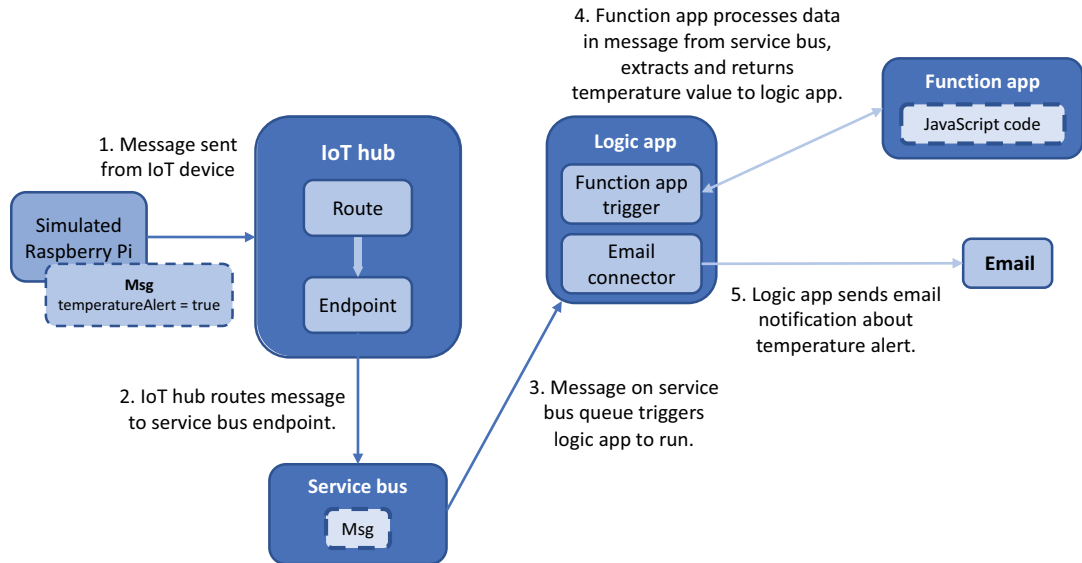 1. Message sent
from IoT device
Simulated
Raspberry Pi
Msg
temperatureAlert = true
IoT hub
Route
Endpoint
2. IoT hub routes message
to service bus endpoint.
Service bus
Msg
3. Message on service
bus queue triggers
logic app to run.
Logic app
Function app
trigger
Email
connector
4. Function app processes data
in message from service bus,
extracts and returns
temperature value to logic app.
Function app
JavaScript code
Email
5. Logic app sends email
notification about
temperature alert.